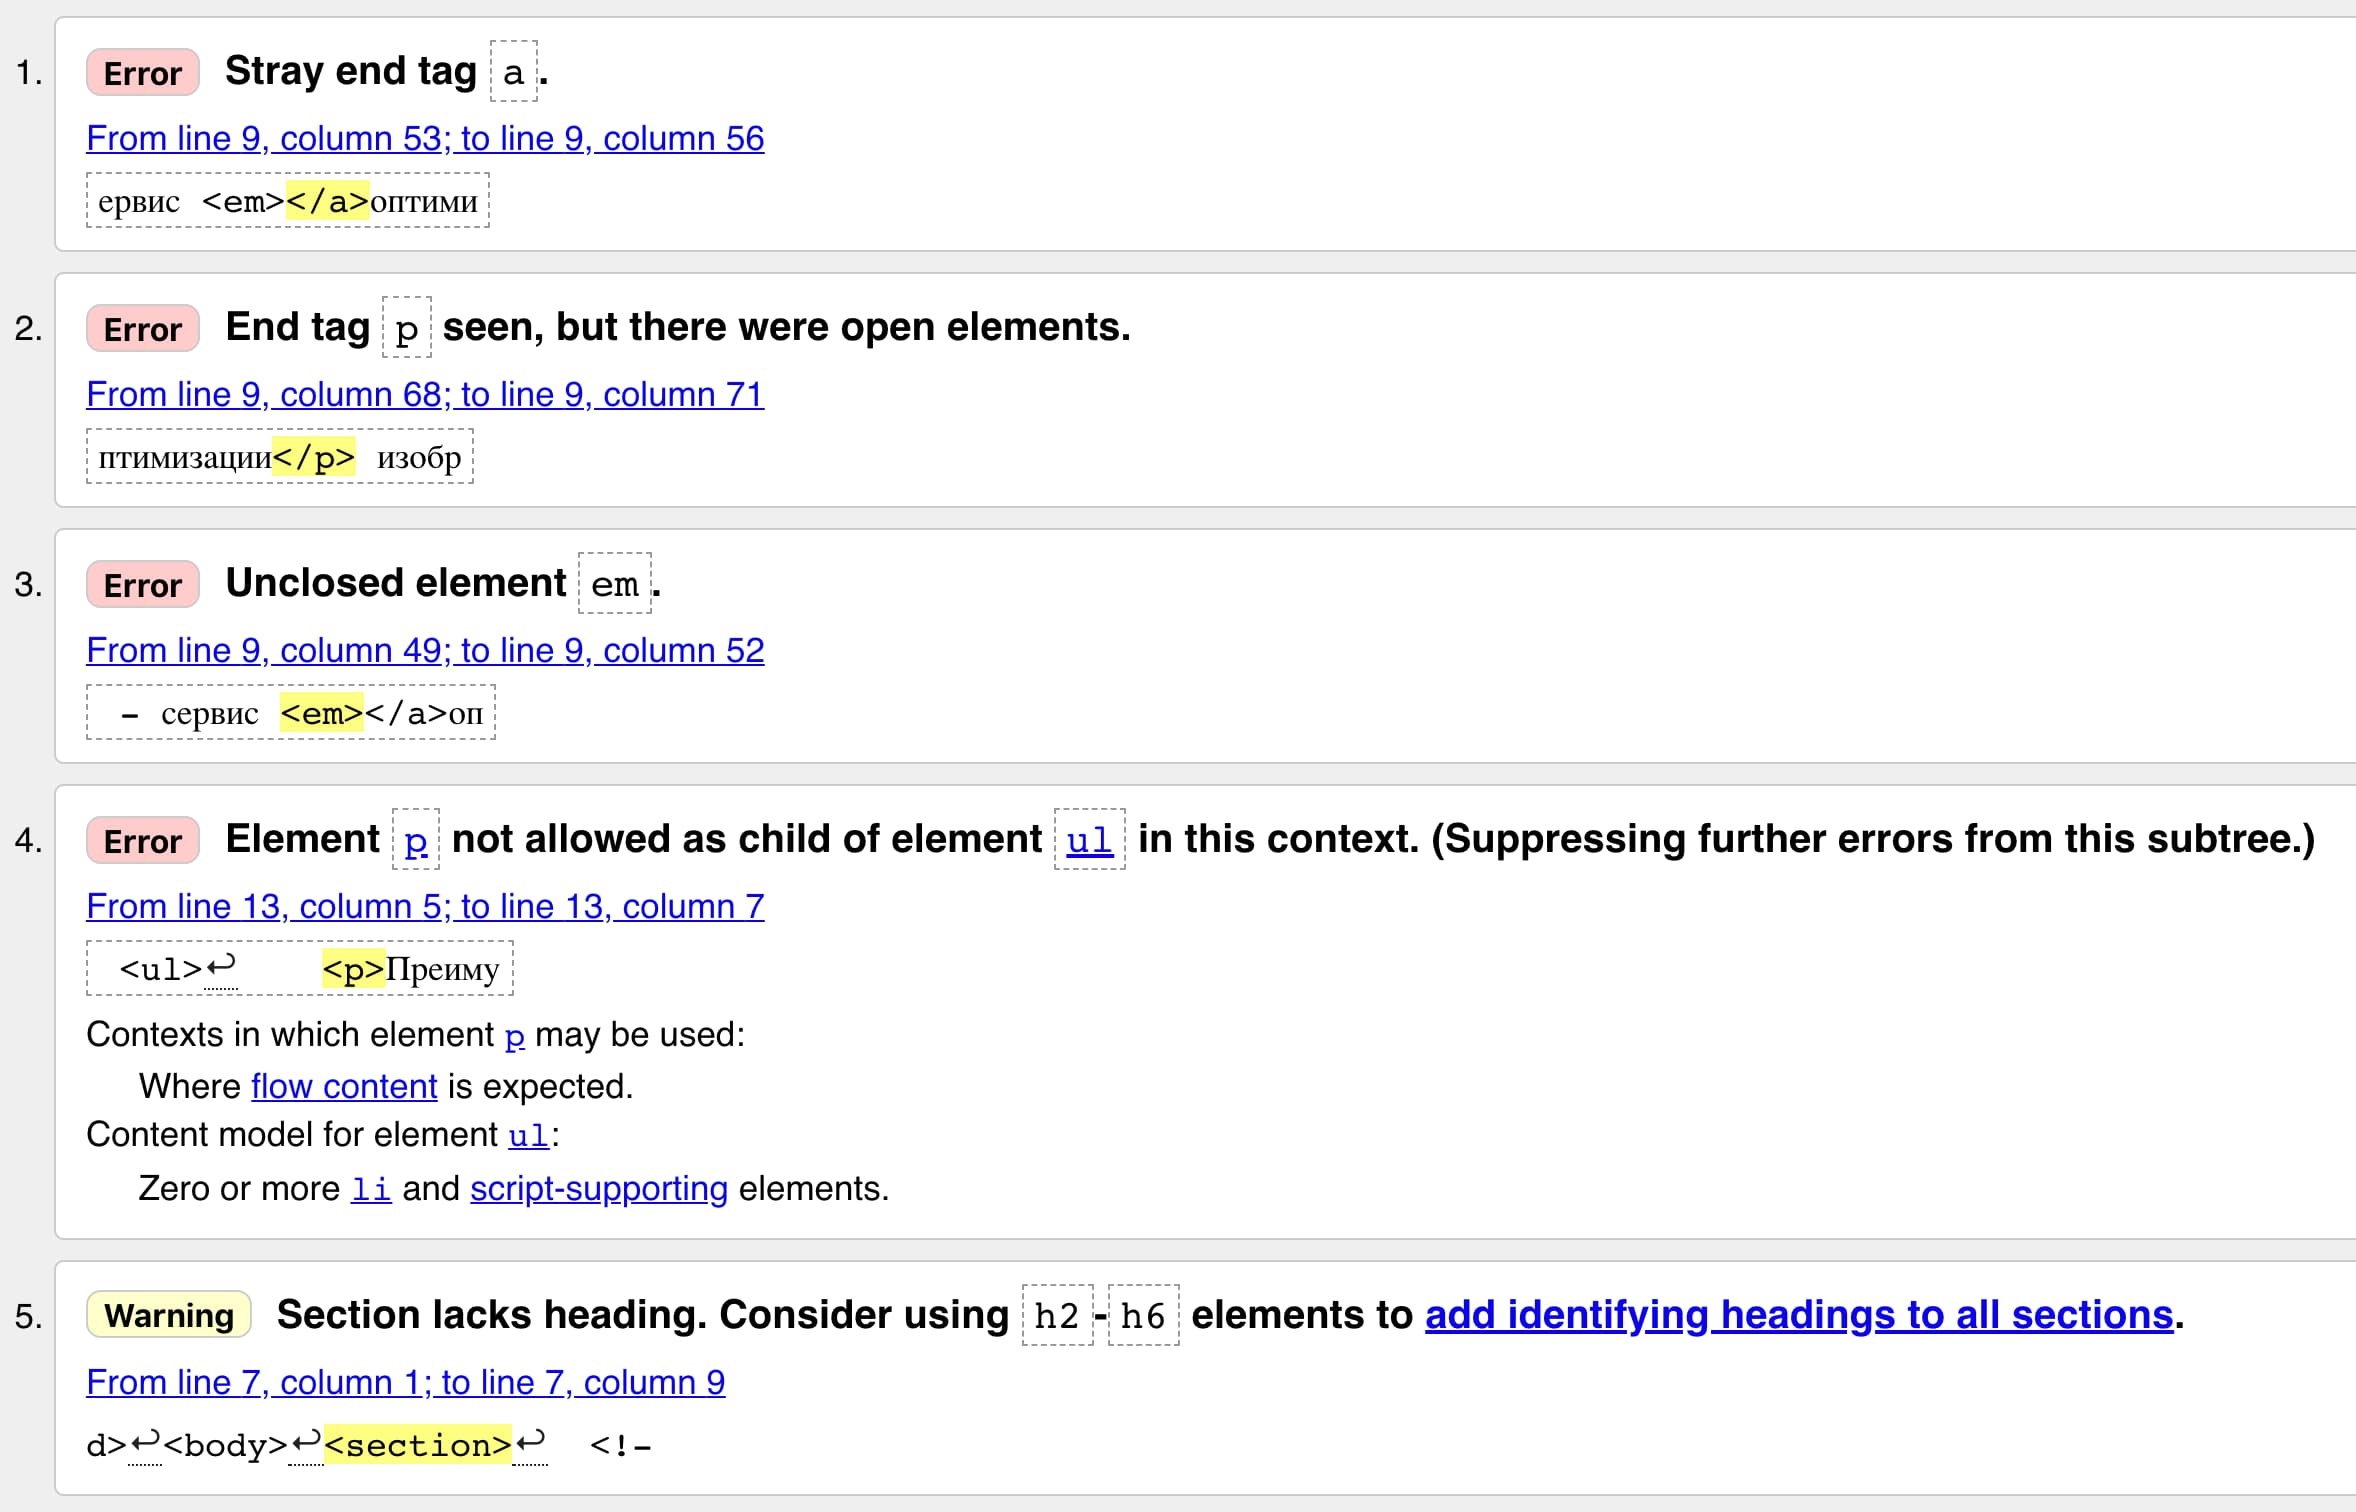 1. Error Stray end tag a.
From line 9, column 53; to line 9, column 56
ервис <em></a>оптими
2. Error End tag p seen, but there were open elements.
From line 9, column 68; to line 9, column 71
птимизации</p> изобр
3. Error Unclosed element em.
From line 9, column 49; to line 9, column 52
– сервис <em></a>оп
4. Error Element p not allowed as child of element ul in this context. (Suppressing further errors from this subtree.)
From line 13, column 5; to line 13, column 7
<ul>↩ <p>Преиму
Contexts in which element p may be used:
Where flow content is expected.
Content model for element ul:
Zero or more li and script-supporting elements.
5. Warning Section lacks heading. Consider using h2-h6 elements to add identifying headings to all sections.
From line 7, column 1; to line 7, column 9
d>↩<body>↩<section>↩ <!-